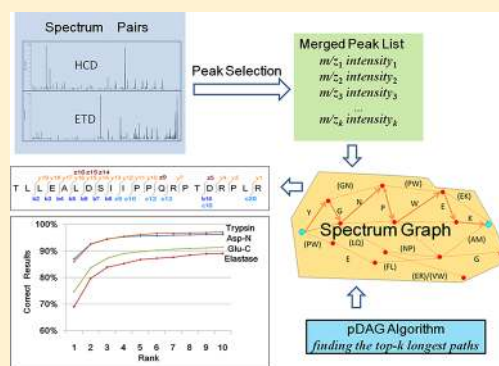 Spectrum Pairs
HCD
ETD
Peak Selection
Merged Peak List
m/z1 intensity1
m/z2 intensity2
m/z3 intensity3
...
m/zk intensityk
T L L E A L D S I I P P Q R P T D R P L R
Correct Results
100%
90%
80%
70%
60%
1 2 3 4 5 6 7 8 9 10
Rank
Trypsin
Asp-N
Glu-C
Elastase
{GN}
{PW}
{EK}
Y
G
N
P
W
E
K
Spectrum Graph
{PW}
{LQ}
{NP}
{AM}
E
{FL}
G
{ER}/{VW}
pDAG Algorithm
finding the top-k longest paths